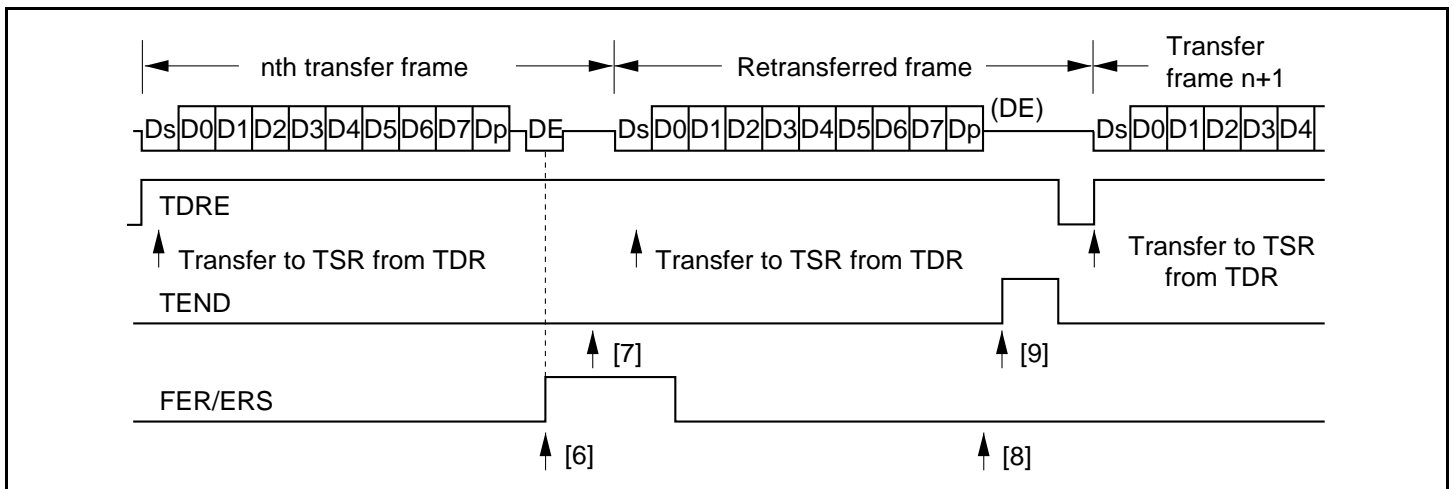 nth transfer frame
Retransferred frame
Transfer
frame n+1
Ds D0 D1 D2 D3 D4 D5 D6 D7 Dp DE
Ds D0 D1 D2 D3 D4 D5 D6 D7 Dp
(DE)
Ds D0 D1 D2 D3 D4
TDRE
Transfer to TSR from TDR
Transfer to TSR from TDR
Transfer to TSR
from TDR
TEND
[7]
[9]
FER/ERS
[6]
[8]